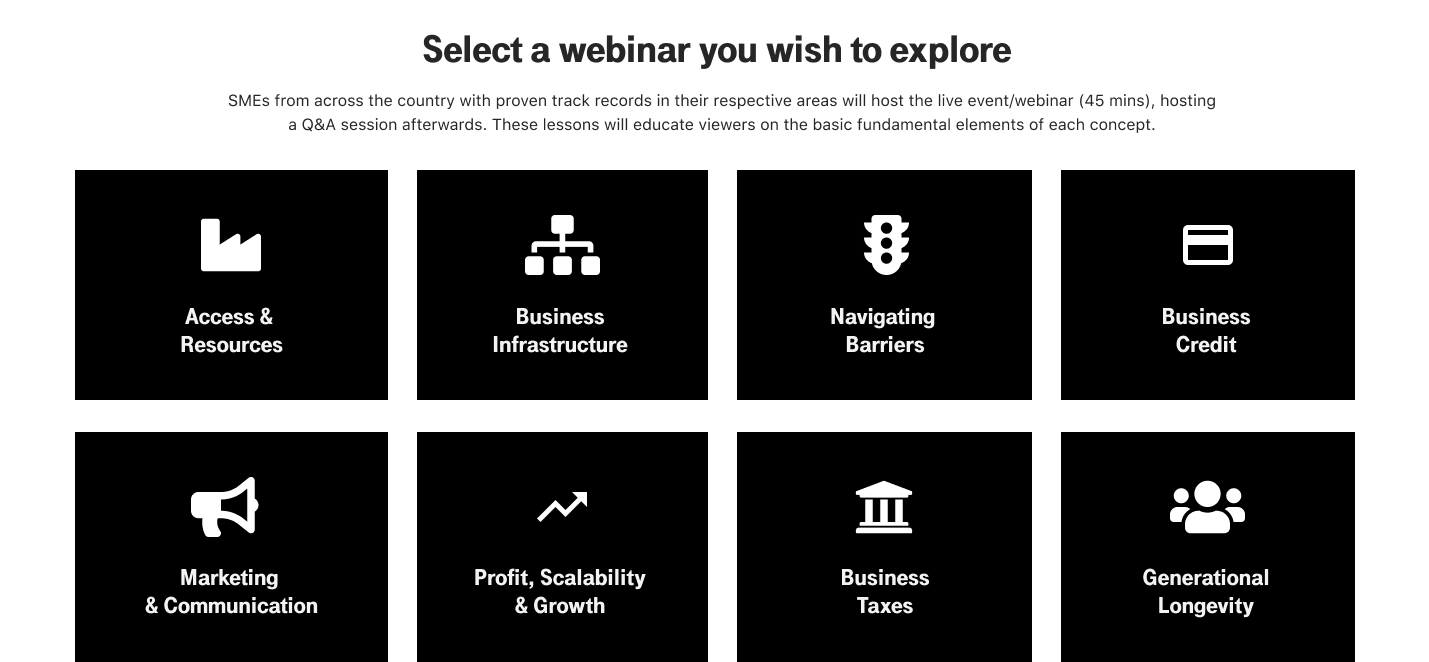 Select a webinar you wish to explore
SMEs from across the country with proven track records in their respective areas will host the live event/webinar (45 mins), hosting
a Q&A session afterwards. These lessons will educate viewers on the basic fundamental elements of each concept.
Access &
Resources
Business
Infrastructure
Navigating
Barriers
Business
Credit
Marketing
& Communication
Profit, Scalability
& Growth
Business
Taxes
Generational
Longevity